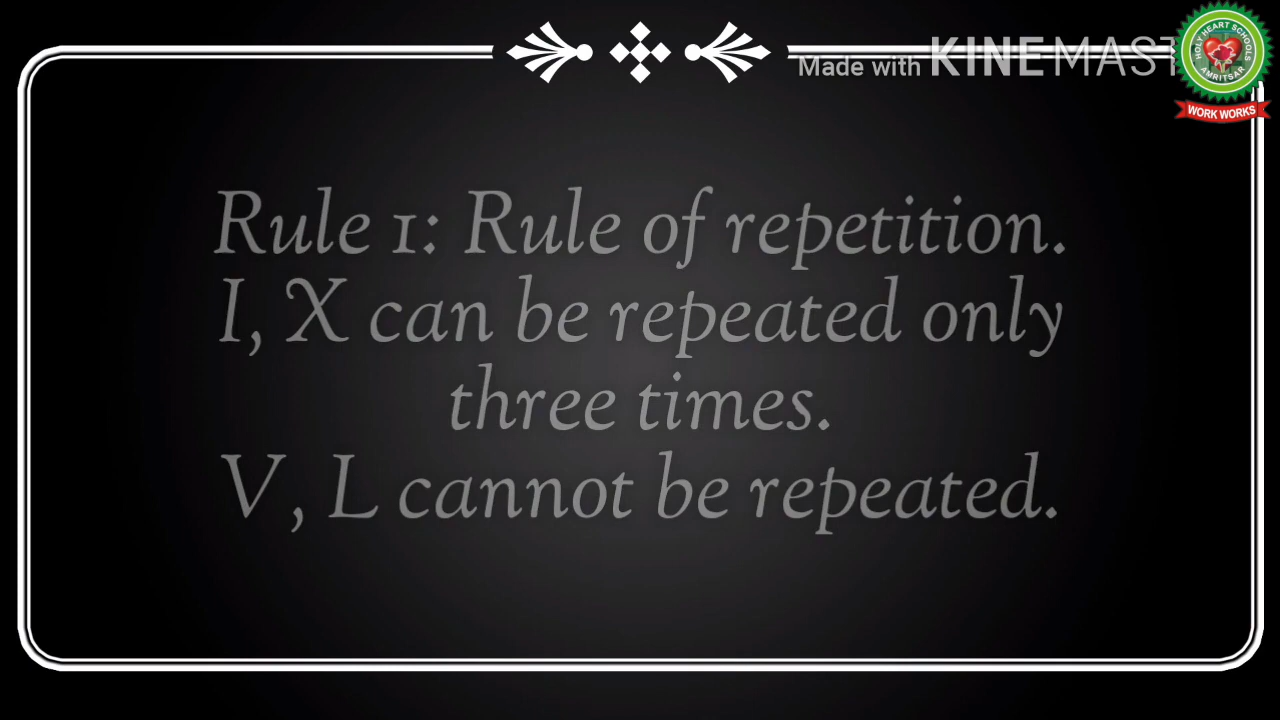 Made with KINEMAST
HOLY HEART SCHOOLS
AMRITSAR
WORK WORKS
Rule 1: Rule of repetition.
I, X can be repeated only
three times.
V, L cannot be repeated.